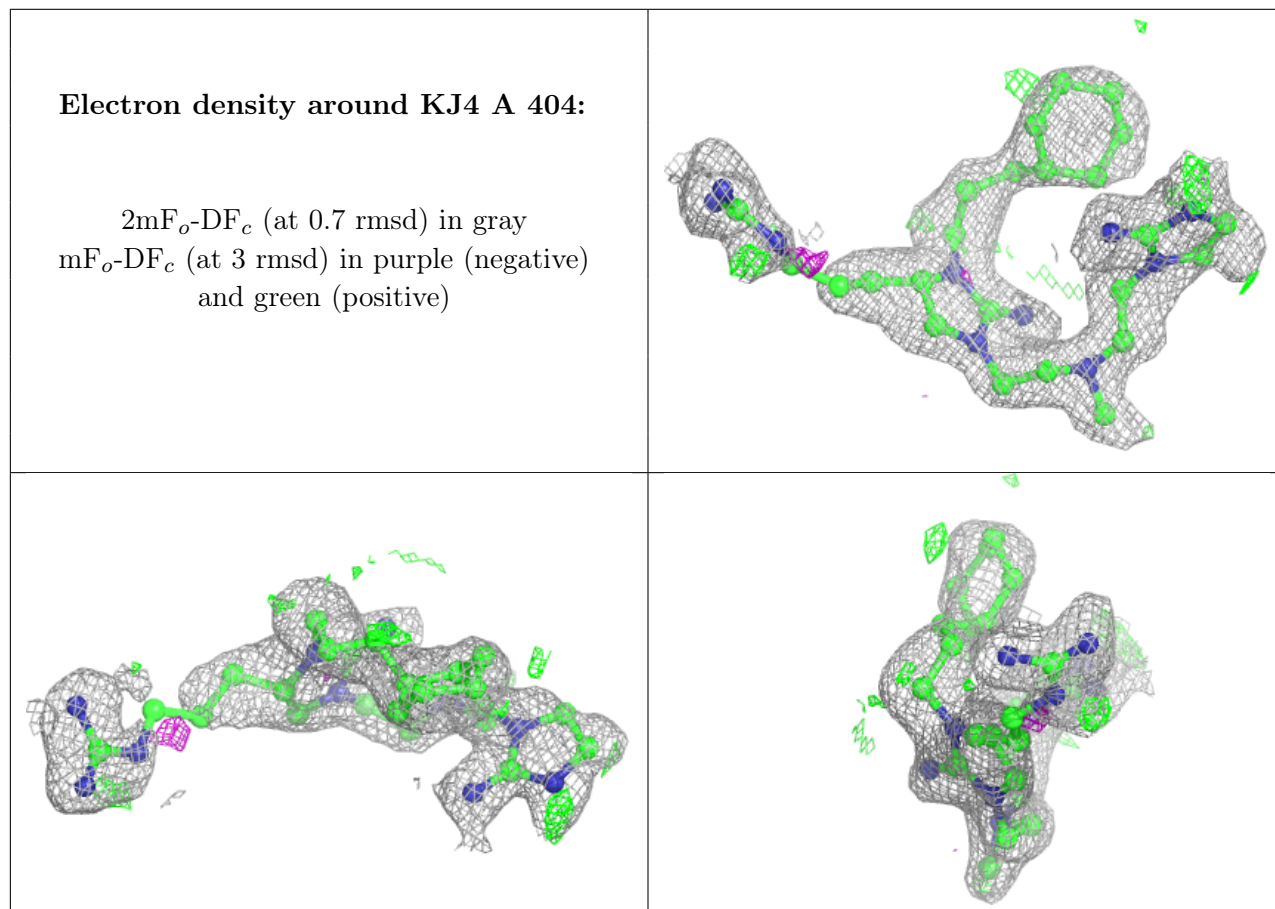 Electron density around KJ4 A 404:
2mFₒ-DF𝒸 (at 0.7 rmsd) in gray
mFₒ-DF𝒸 (at 3 rmsd) in purple (negative)
and green (positive)